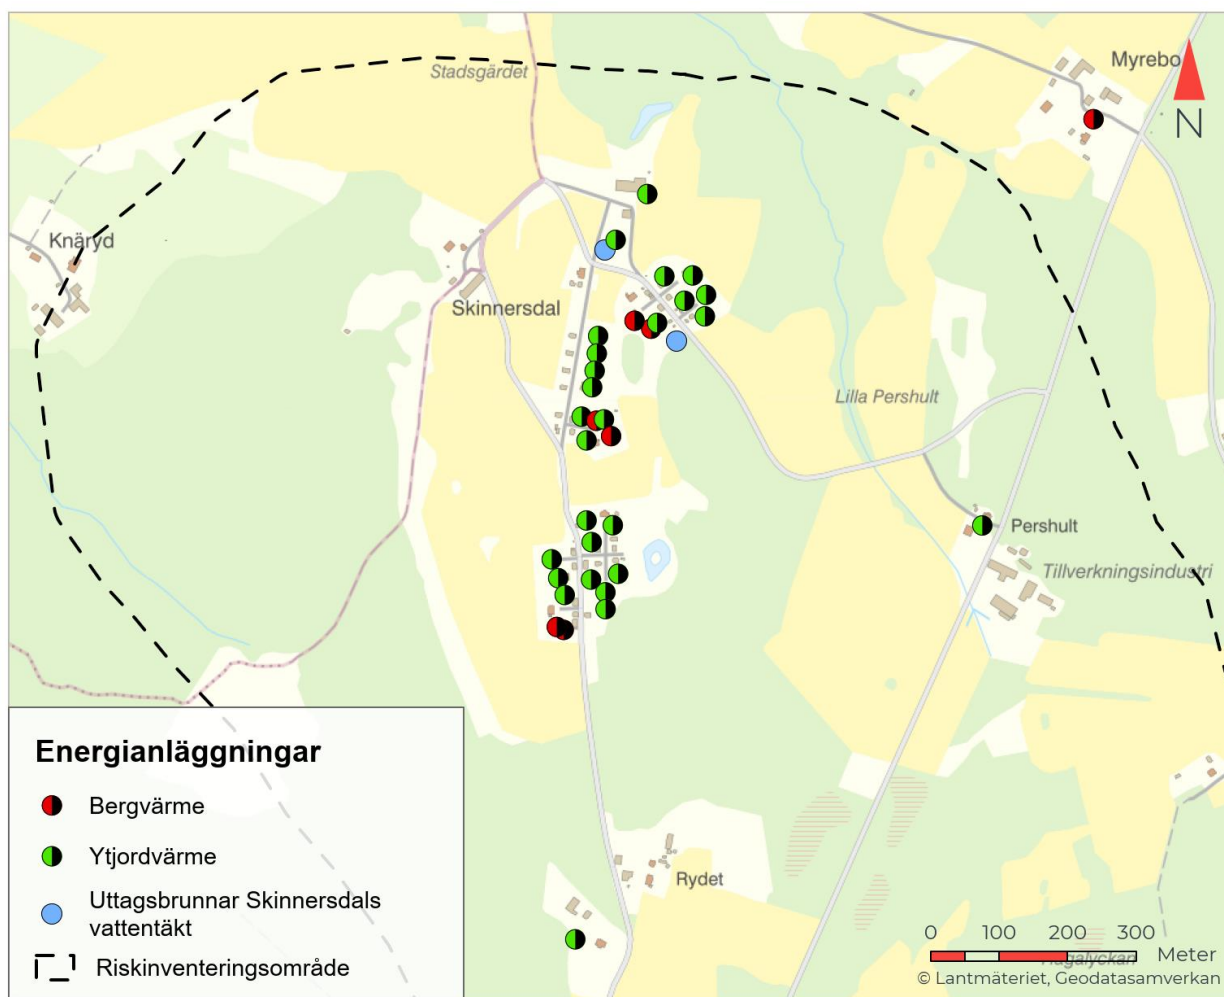 Stadsgärdet
Myrebo
N
Knäryd
Skinnersdal
Lilla Pershult
Pershult
Tillverkningsindustri
Energianläggningar
Bergvärme
Ytjordvärme
Uttagsbrunnar Skinnersdals
vattentäkt
Riskinventeringsområde
Rydet
0 100 200 300 Meter
© Lantmäteriet, Geodatasamverkan